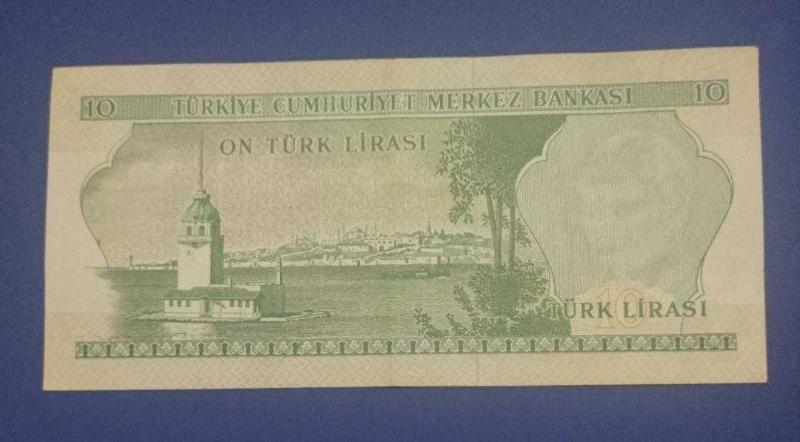 10 TÜRKİYE CUMHURİYET MERKEZ BANKASI 10
ON TÜRK LİRASI
10
TÜRK LİRASI